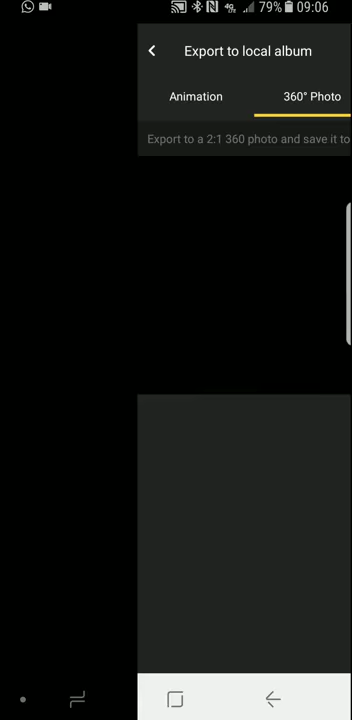 79% 09:06
Export to local album
Animation 360° Photo
Export to a 2:1 360 photo and save it to